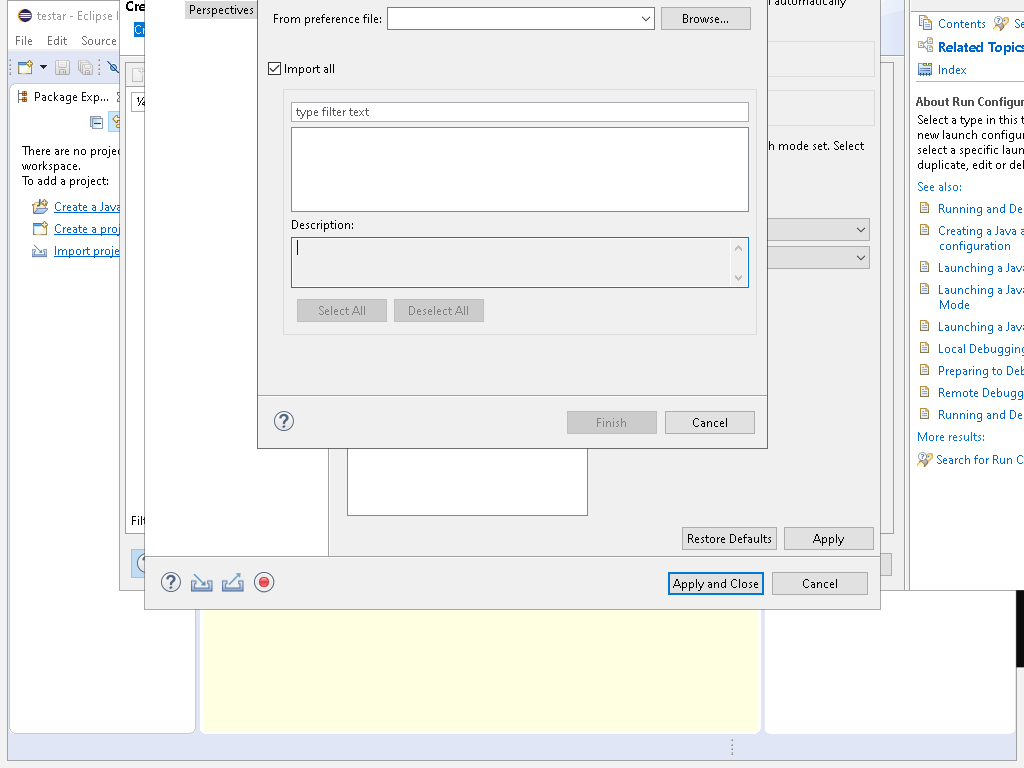 testar - Eclipse I
File Edit Source
Package Exp...
There are no proje
workspace.
To add a project:
Create a Java
Create a proj
Import proje
Cre
Filt
Perspectives
From preference file:
Browse...
Import all
type filter text
Description:
Select All
Deselect All
Finish
Cancel
automatically
h mode set. Select
Restore Defaults
Apply
Apply and Close
Cancel
Contents
Se
Related Topics
Index
About Run Configur
Select a type in this t
new launch configur
select a specific laun
duplicate, edit or del
See also:
Running and De
Creating a Java a
configuration
Launching a Java
Launching a Java
Mode
Launching a Java
Local Debugging
Preparing to Deb
Remote Debugg
Running and De
More results:
Search for Run C